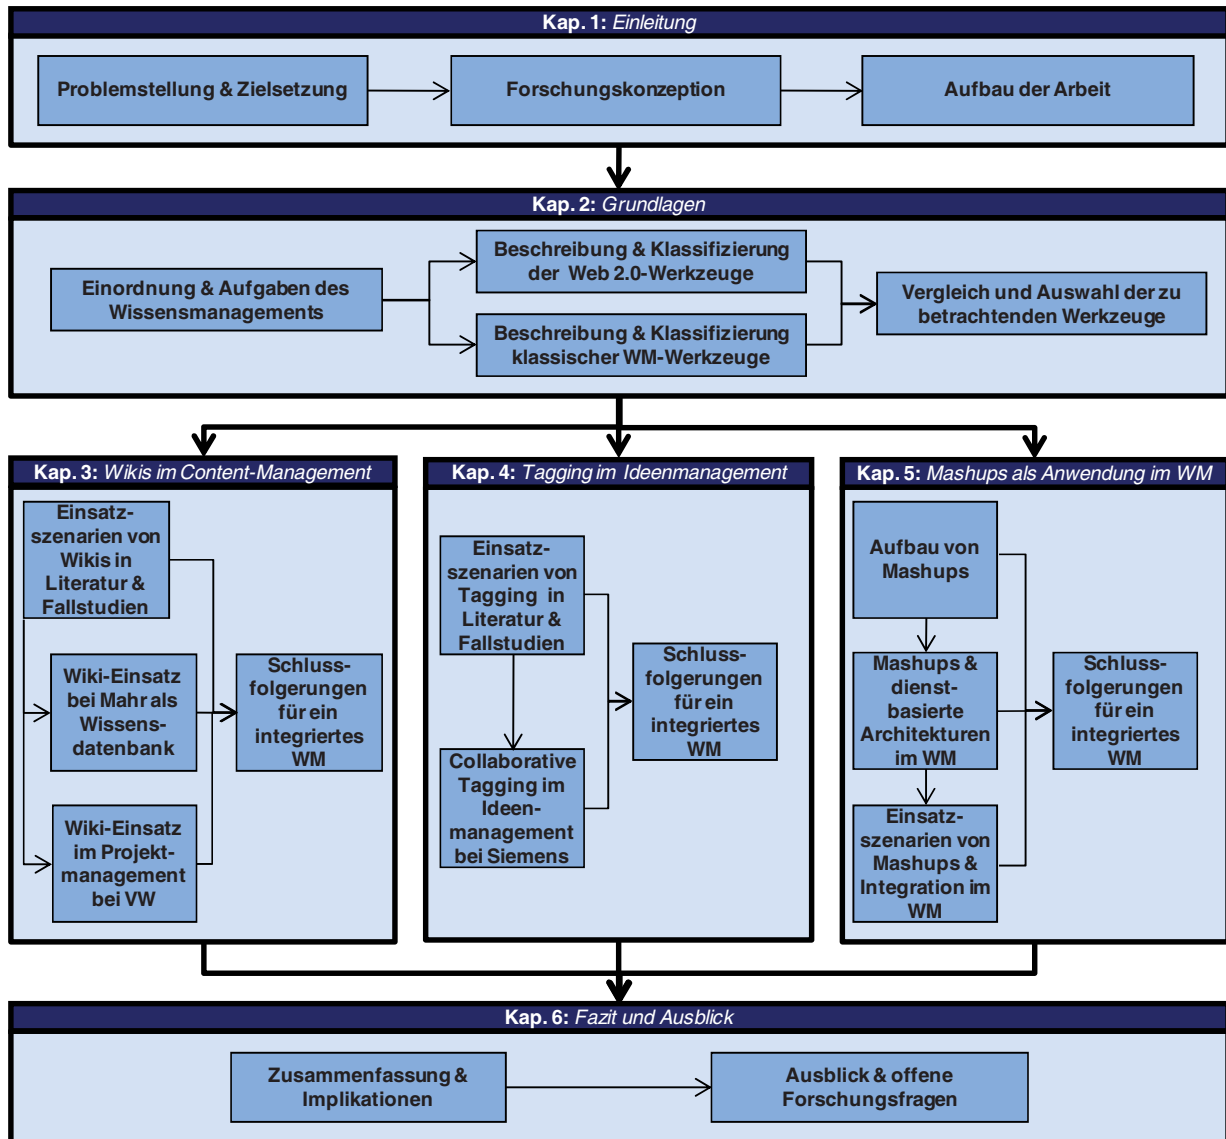 Kap. 1: Einleitung
Problemstellung & Zielsetzung
Forschungskonzeption
Aufbau der Arbeit
Kap. 2: Grundlagen
Einordnung & Aufgaben des
Wissensmanagements
Beschreibung & Klassifizierung
der Web 2.0-Werkzeuge
Beschreibung & Klassifizierung
klassischer WM-Werkzeuge
Vergleich und Auswahl der zu
betrachtenden Werkzeuge
Kap. 3: Wikis im Content-Management
Einsatz-
szenarien von
Wikis in
Literatur &
Fallstudien
Wiki-Einsatz
bei Mahr als
Wissens-
datenbank
Wiki-Einsatz
im Projekt-
management
bei VW
Schluss-
folgerungen
für ein
integriertes
WM
Kap. 4: Tagging im Ideenmanagement
Einsatz-
szenarien von
Tagging in
Literatur &
Fallstudien
Collaborative
Tagging im
Ideen-
management
bei Siemens
Schluss-
folgerungen
für ein
integriertes
WM
Kap. 5: Mashups als Anwendung im WM
Aufbau von
Mashups
Mashups &
dienst-
basierte
Architekturen
im WM
Einsatz-
szenarien von
Mashups &
Integration im
WM
Schluss-
folgerungen
für ein
integriertes
WM
Kap. 6: Fazit und Ausblick
Zusammenfassung &
Implikationen
Ausblick & offene
Forschungsfragen